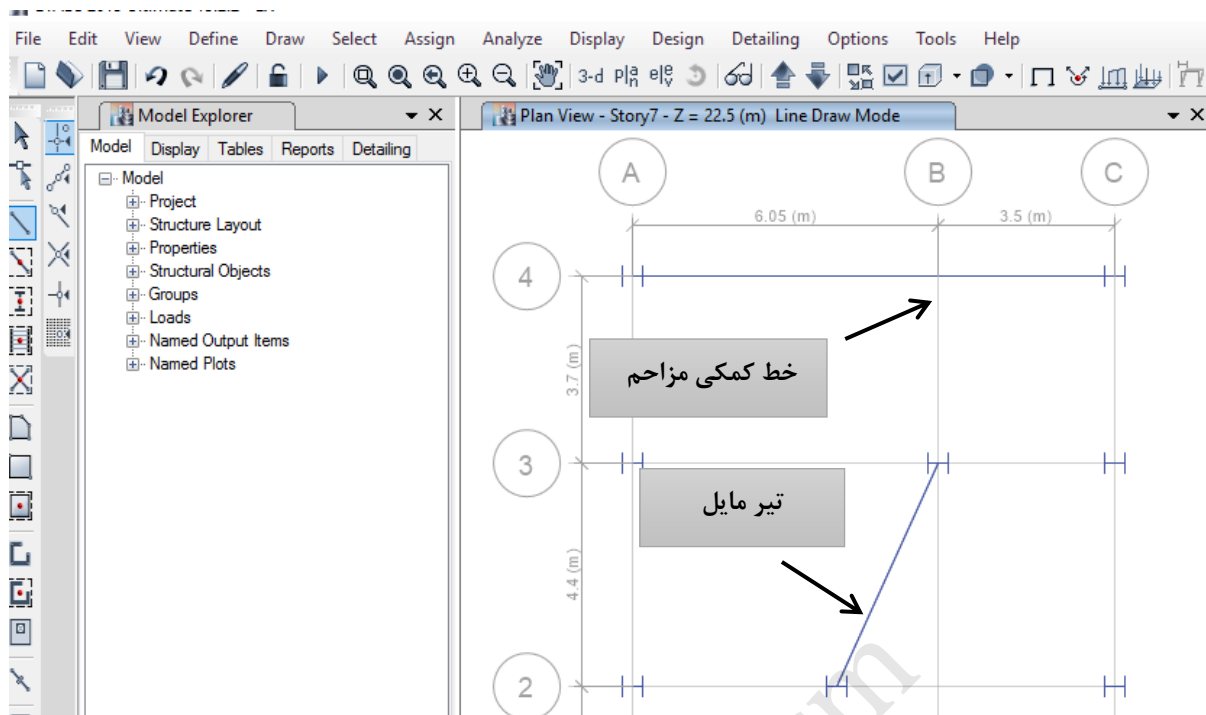 File Edit View Define Draw Select Assign Analyze Display Design Detailing Options Tools Help
3-d
Model Explorer
Plan View - Story7 - Z = 22.5 (m) Line Draw Mode
Model Display Tables Reports Detailing
Model
Project
Structure Layout
Properties
Structural Objects
Groups
Loads
Named Output Items
Named Plots
A
B
C
6.05 (m)
3.5 (m)
4
خط کمکی مزاحم
3.7 (m)
3
تیر مایل
4.4 (m)
2